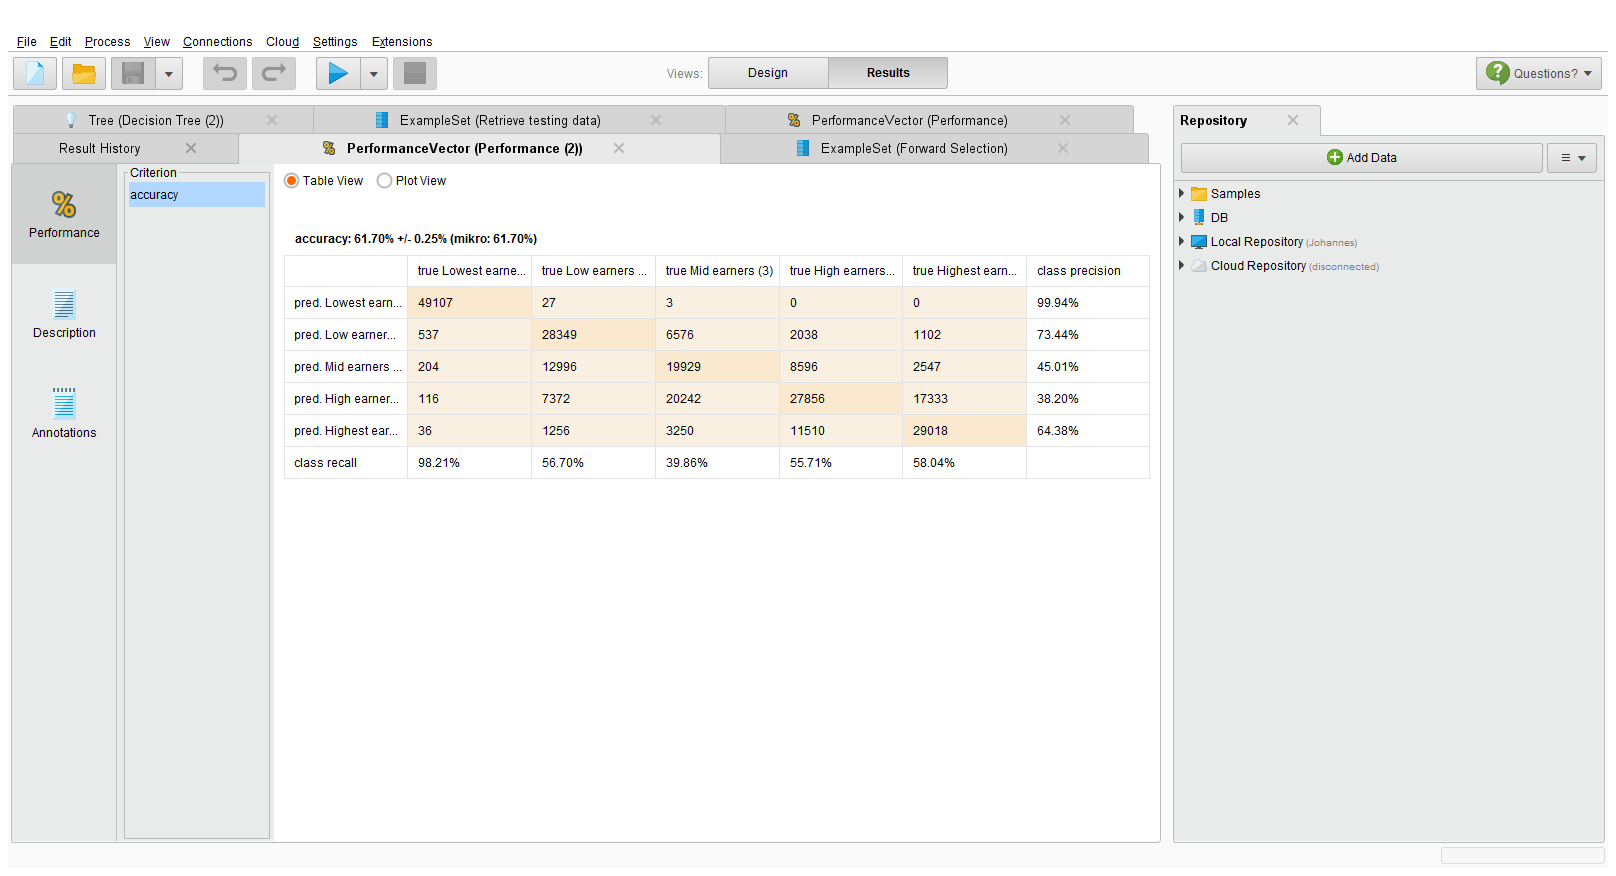 File Edit Process View Connections Cloud Settings Extensions
Views: Design Results Questions?
Tree (Decision Tree (2)) ExampleSet (Retrieve testing data) PerformanceVector (Performance)
Result History PerformanceVector (Performance (2)) ExampleSet (Forward Selection)
Repository
Add Data
Samples
DB
Local Repository (Johannes)
Cloud Repository (disconnected)
Performance
Description
Annotations
Criterion
accuracy
Table View Plot View
accuracy: 61.70% +/- 0.25% (mikro: 61.70%)
true Lowest earne... true Low earners ... true Mid earners (3) true High earners... true Highest earn... class precision
pred. Lowest earn... 49107 27 3 0 0 99.94%
pred. Low earner... 537 28349 6576 2038 1102 73.44%
pred. Mid earners ... 204 12996 19929 8596 2547 45.01%
pred. High earner... 116 7372 20242 27856 17333 38.20%
pred. Highest ear... 36 1256 3250 11510 29018 64.38%
class recall 98.21% 56.70% 39.86% 55.71% 58.04%